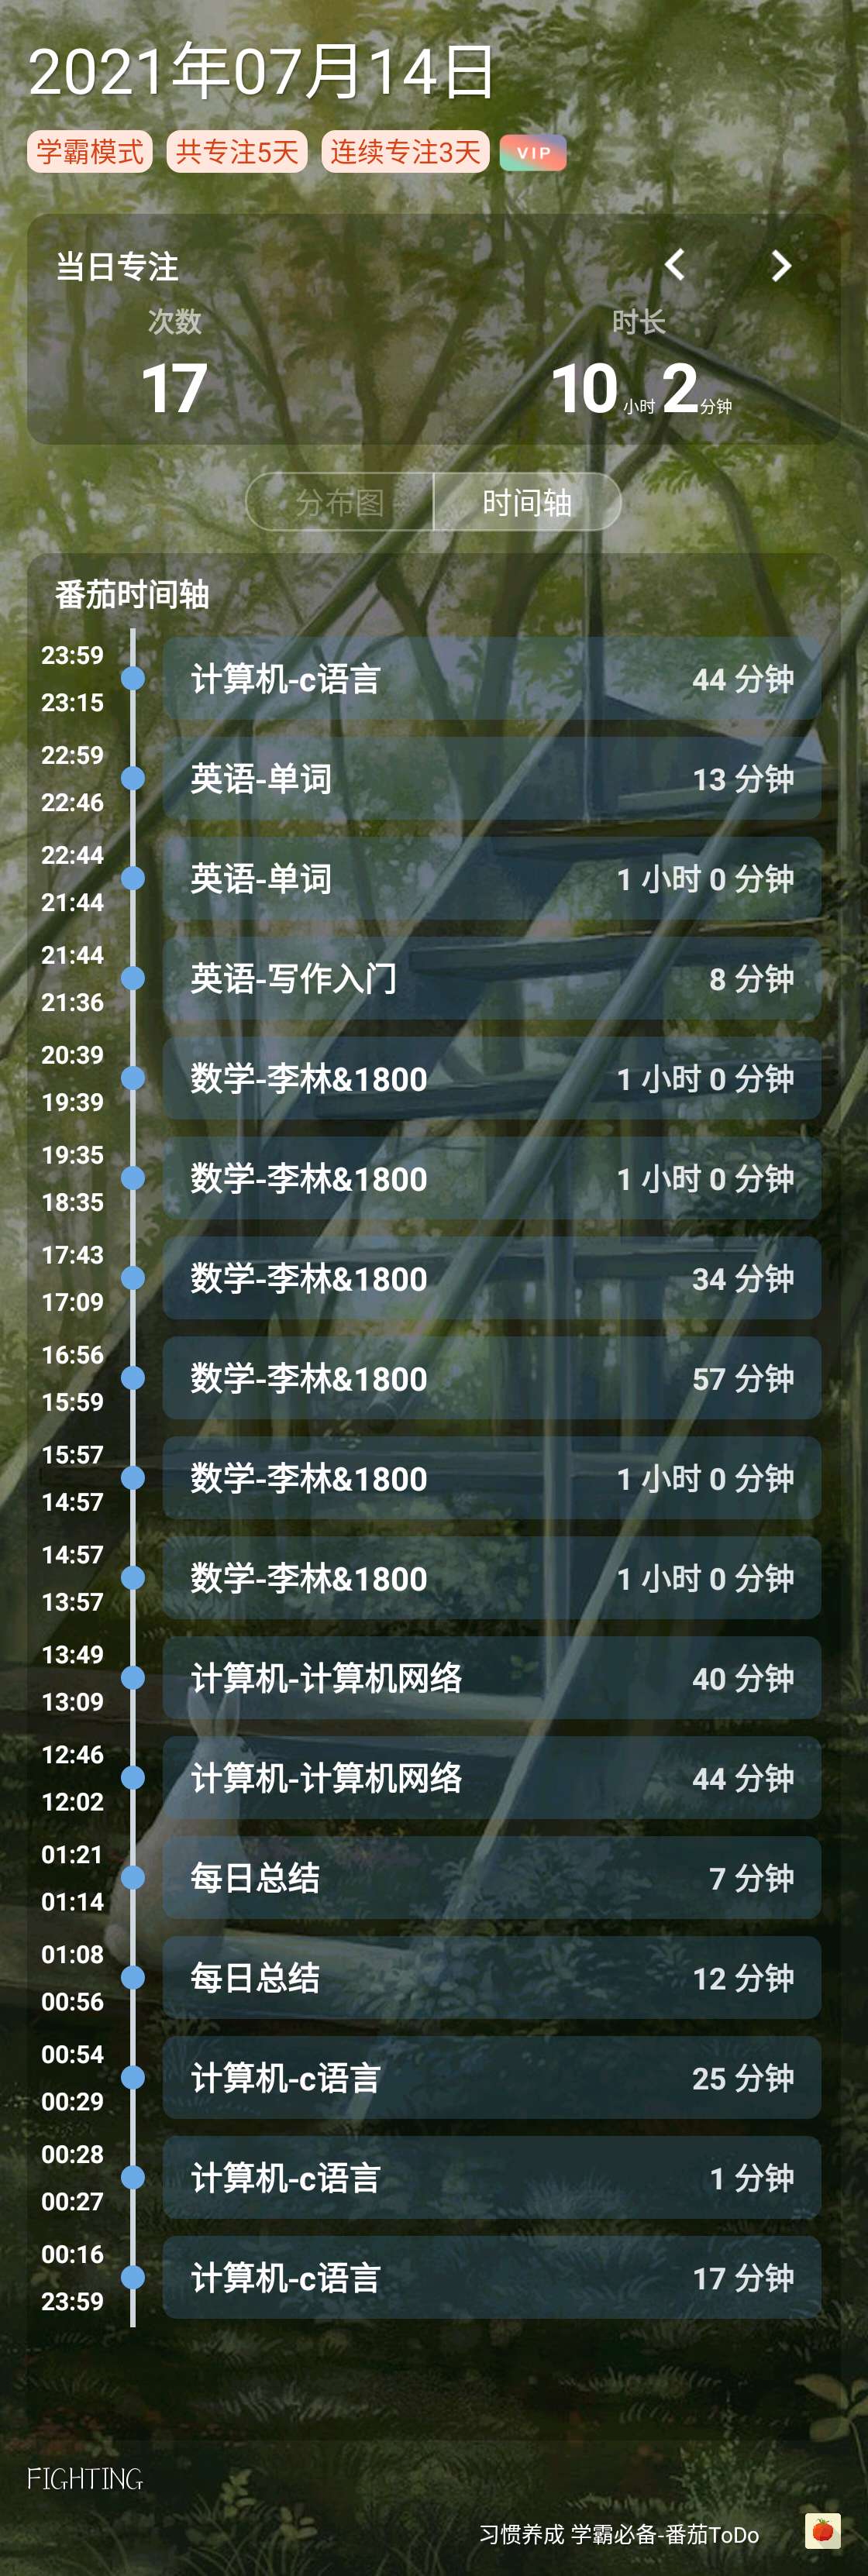 2021年07月14日
学霸模式 共专注5天 连续专注3天 VIP
当日专注
次数 时长
17 10 小时 2 分钟
分布图 时间轴
番茄时间轴
23:59
计算机-c语言 44 分钟
23:15
22:59
英语-单词 13 分钟
22:46
22:44
英语-单词 1 小时 0 分钟
21:44
21:44
英语-写作入门 8 分钟
21:36
20:39
数学-李林&1800 1 小时 0 分钟
19:39
19:35
数学-李林&1800 1 小时 0 分钟
18:35
17:43
数学-李林&1800 34 分钟
17:09
16:56
数学-李林&1800 57 分钟
15:59
15:57
数学-李林&1800 1 小时 0 分钟
14:57
14:57
数学-李林&1800 1 小时 0 分钟
13:57
13:49
计算机-计算机网络 40 分钟
13:09
12:46
计算机-计算机网络 44 分钟
12:02
01:21
每日总结 7 分钟
01:14
01:08
每日总结 12 分钟
00:56
00:54
计算机-c语言 25 分钟
00:29
00:28
计算机-c语言 1 分钟
00:27
00:16
计算机-c语言 17 分钟
23:59
FIGHTING
习惯养成 学霸必备-番茄ToDo